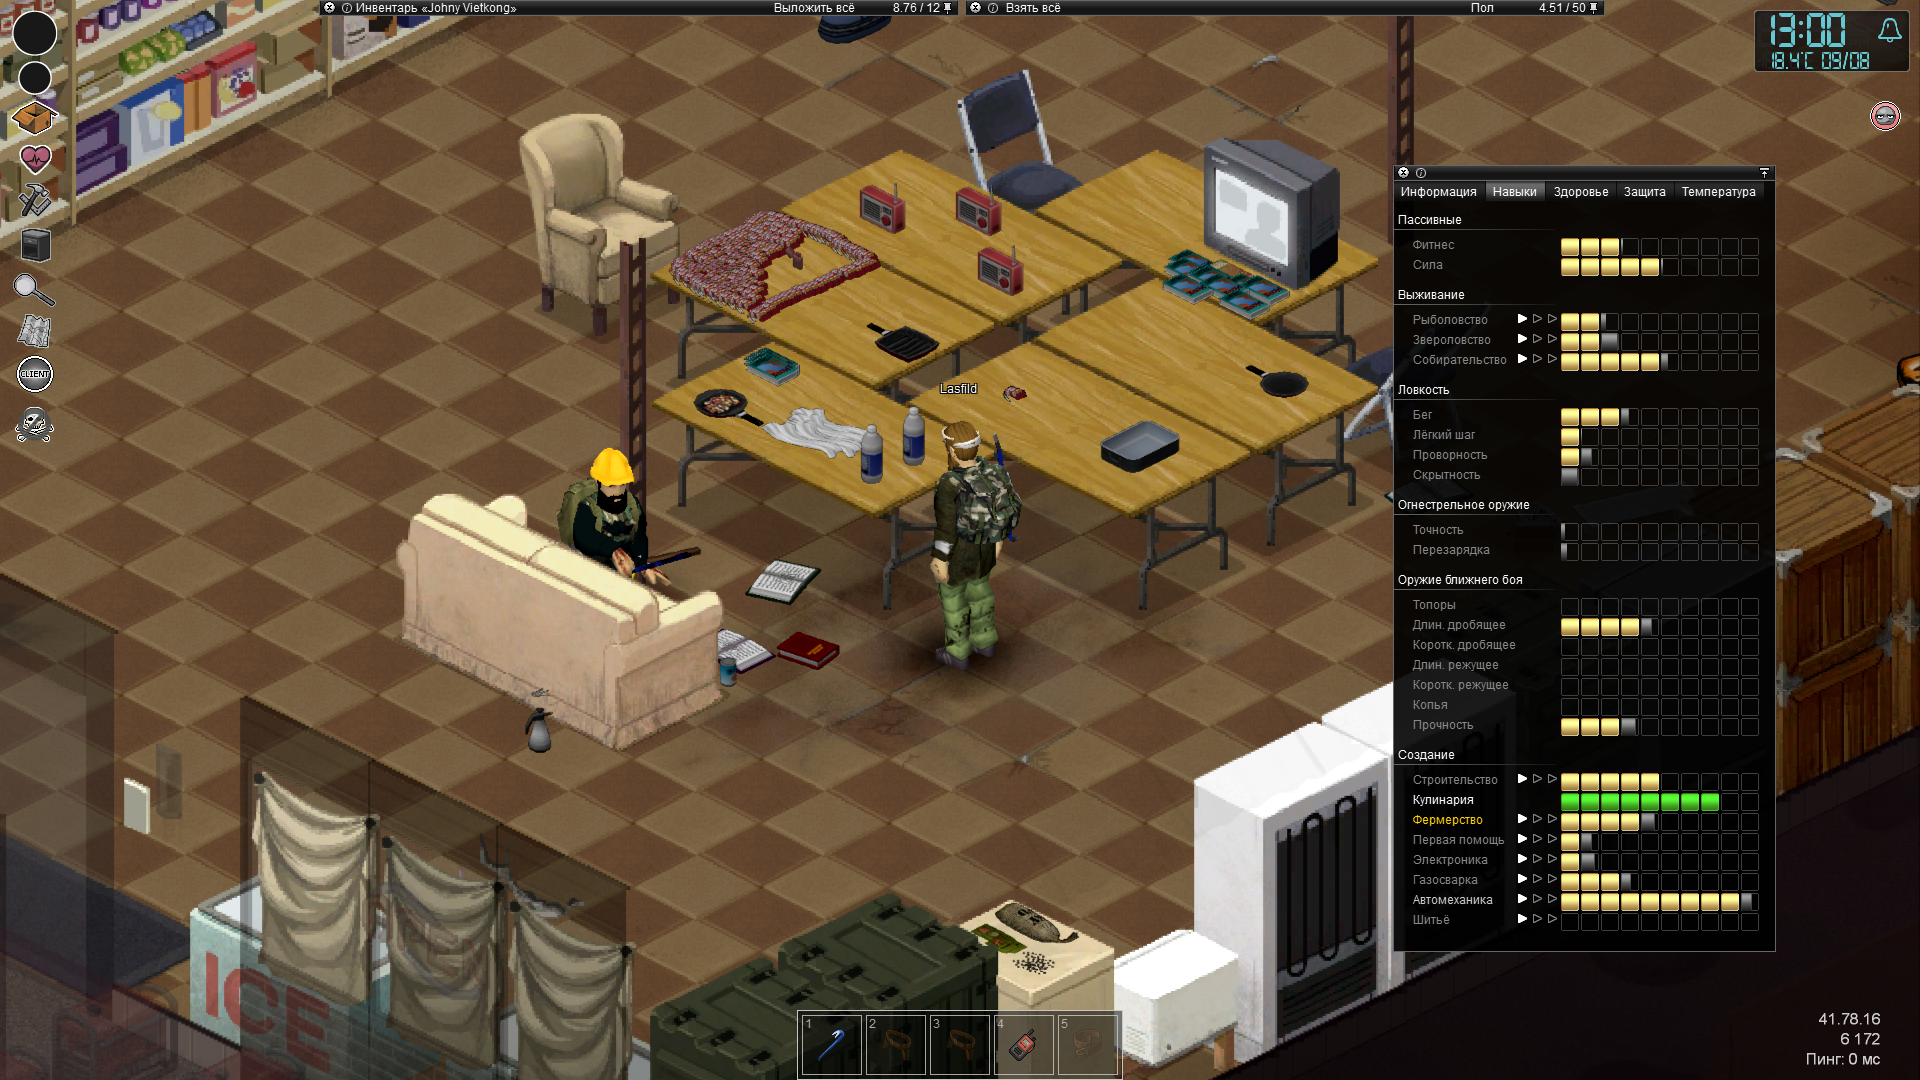 Инвентарь «Johny Vietkong» Выложить всё 8.76 / 12
Взять всё Пол 4.51 / 50
13:00
18.4°C 09/08
CLIENT
Информация Навыки Здоровье Защита Температура
Пассивные
Фитнес
Сила
Выживание
Рыболовство
Звероловство
Собирательство
Ловкость
Бег
Лёгкий шаг
Проворность
Скрытность
Огнестрельное оружие
Точность
Перезарядка
Оружие ближнего боя
Топоры
Длин. дробящее
Коротк. дробящее
Длин. режущее
Коротк. режущее
Копья
Прочность
Создание
Строительство
Кулинария
Фермерство
Первая помощь
Электроника
Газосварка
Автомеханика
Шитьё
Lasfild
ICE
1 2 3 4 5
41.78.16
6 172
Пинг: 0 мс